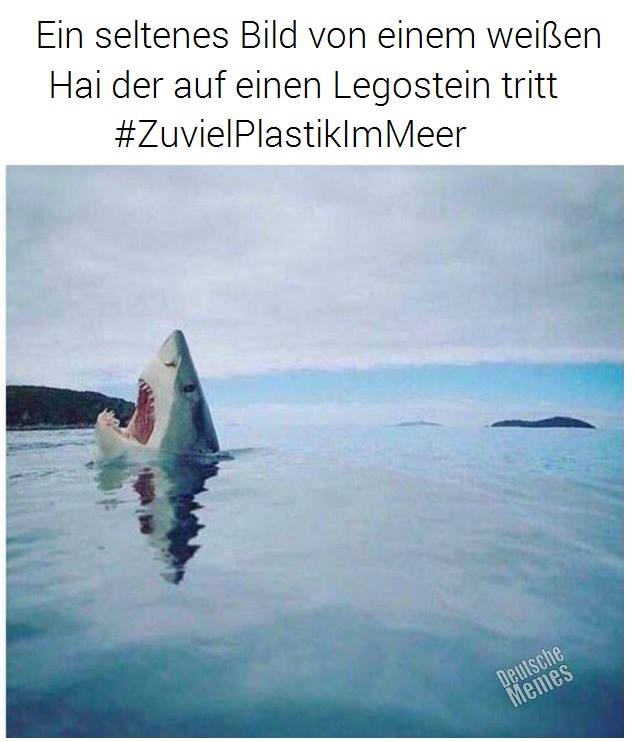 Ein seltenes Bild von einem weißen
Hai der auf einen Legostein tritt
#ZuvielPlastikImMeer
Deutsche
Memes